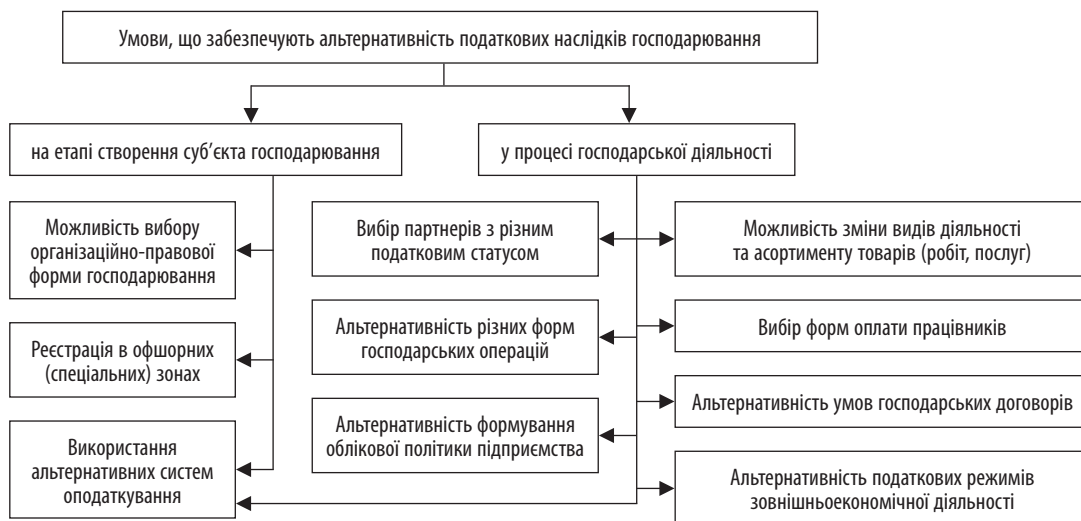 Умови, що забезпечують альтернативність податкових наслідків господарювання
на етапі створення суб’єкта господарювання
у процесі господарської діяльності
Можливість вибору
організаційно-правової
форми господарювання
Реєстрація в офшорних
(спеціальних) зонах
Використання
альтернативних систем
оподаткування
Вибір партнерів з різним
податковим статусом
Альтернативність різних форм
господарських операцій
Альтернативність формування
облікової політики підприємства
Можливість зміни видів діяльності
та асортименту товарів (робіт, послуг)
Вибір форм оплати працівників
Альтернативність умов господарських договорів
Альтернативність податкових режимів
зовнішньоекономічної діяльності